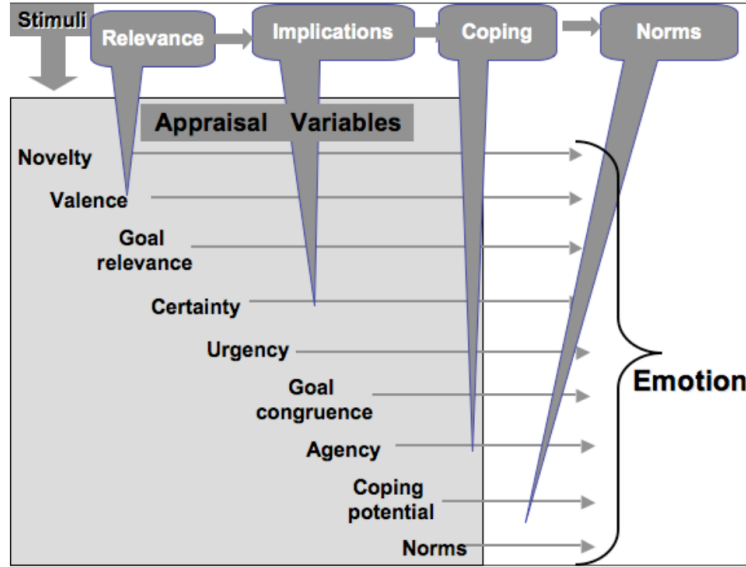 Stimuli
Relevance
Implications
Coping
Norms
Appraisal Variables
Novelty
Valence
Goal
relevance
Certainty
Urgency
Goal
congruence
Emotion
Agency
Coping
potential
Norms